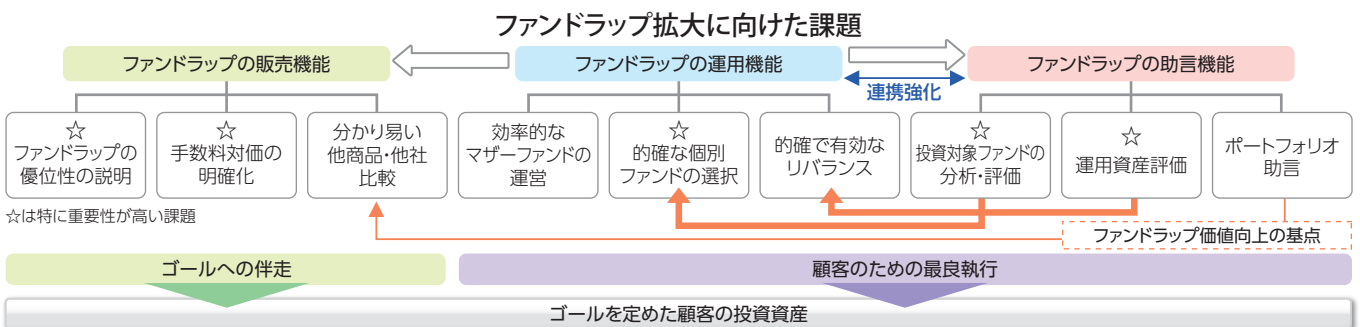 ファンドラップ拡大に向けた課題
ファンドラップの販売機能
ファンドラップの運用機能
ファンドラップの助言機能
連携強化
☆
ファンドラップの
優位性の説明
☆
手数料対価の
明確化
分かり易い
他商品・他社
比較
効率的な
マザーファンドの
運営
☆
的確な個別
ファンドの選択
的確で有効な
リバランス
☆
投資対象ファンドの
分析・評価
☆
運用資産評価
ポートフォリオ
助言
☆は特に重要性が高い課題
ファンドラップ価値向上の基点
ゴールへの伴走
顧客のための最良執行
ゴールを定めた顧客の投資資産